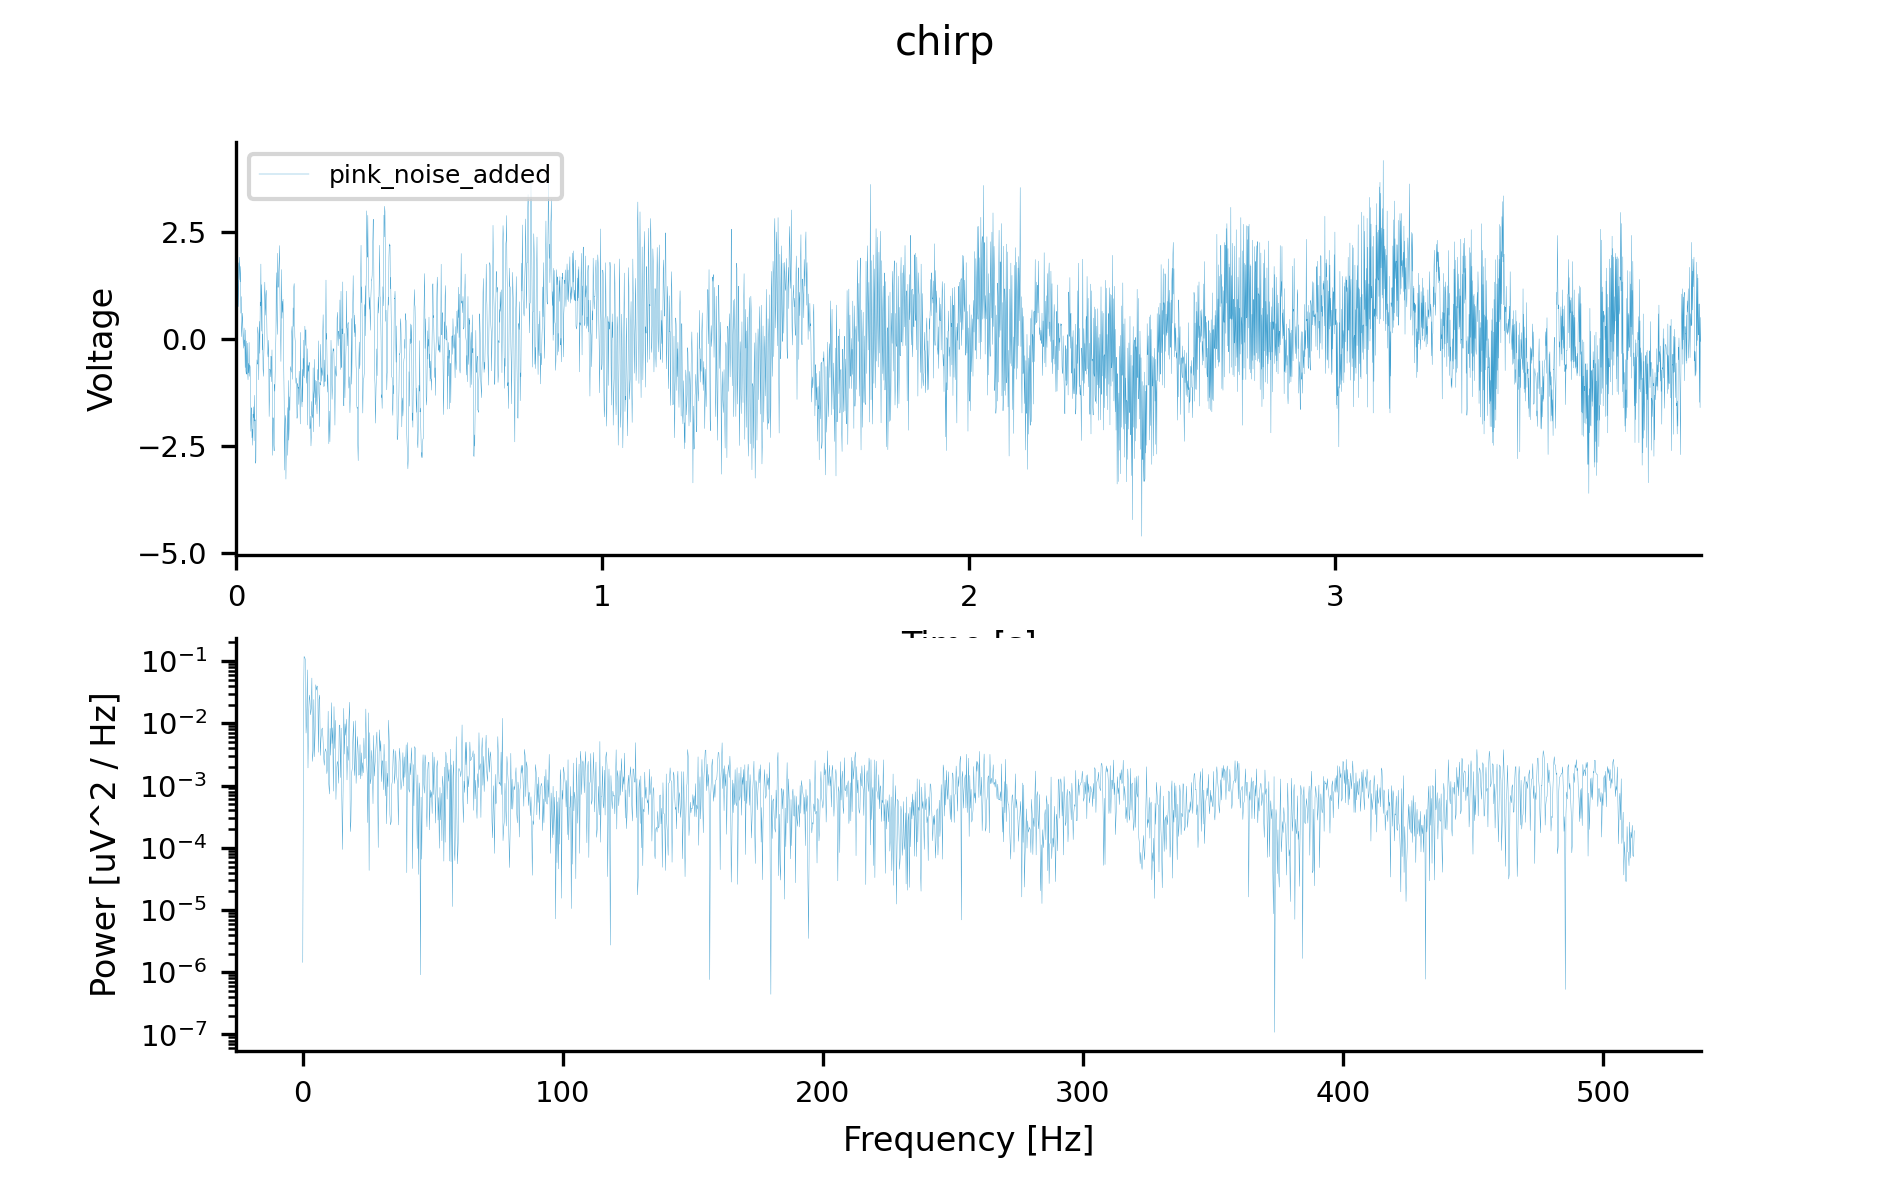 chirp
pink_noise_added
Voltage
2.5
0.0
−2.5
−5.0
0 1 2 3
Time [s]
Power [uV^2 / Hz]
10⁻¹
10⁻²
10⁻³
10⁻⁴
10⁻⁵
10⁻⁶
10⁻⁷
0 100 200 300 400 500
Frequency [Hz]